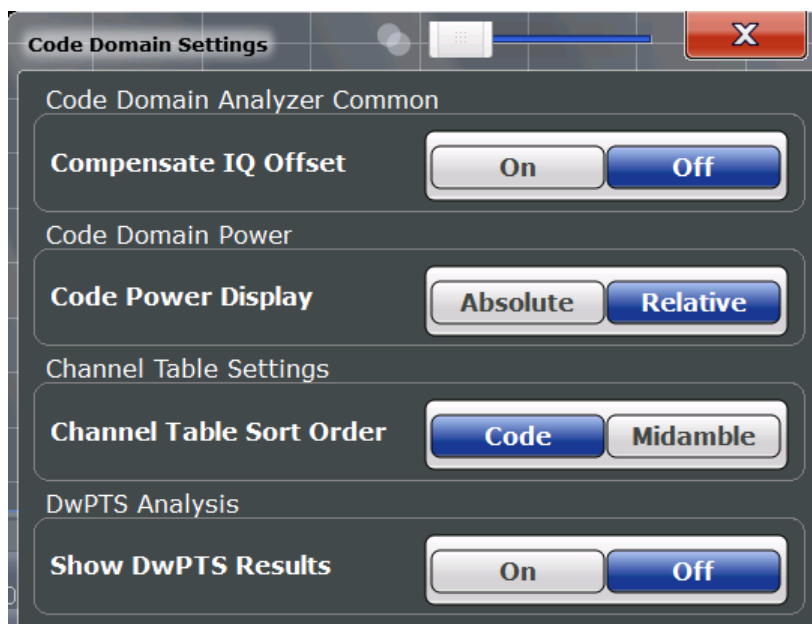 Code Domain Settings
X
Code Domain Analyzer Common
Compensate IQ Offset On Off
Code Domain Power
Code Power Display Absolute Relative
Channel Table Settings
Channel Table Sort Order Code Midamble
DwPTS Analysis
Show DwPTS Results On Off